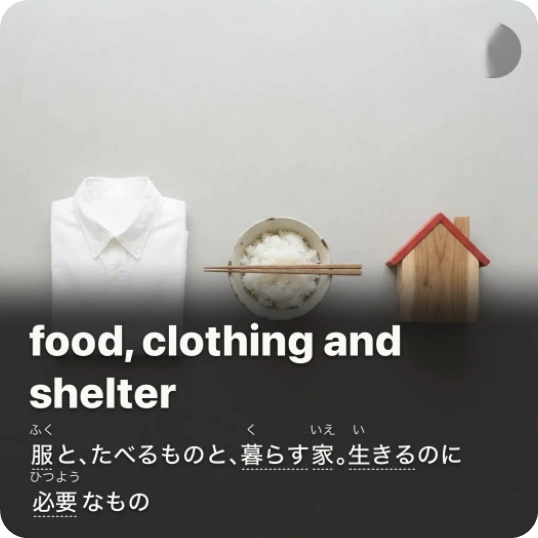 food, clothing and
shelter
ふく く いえ い
服と、たべるものと、暮らす家。生きるのに
ひつよう
必要なもの